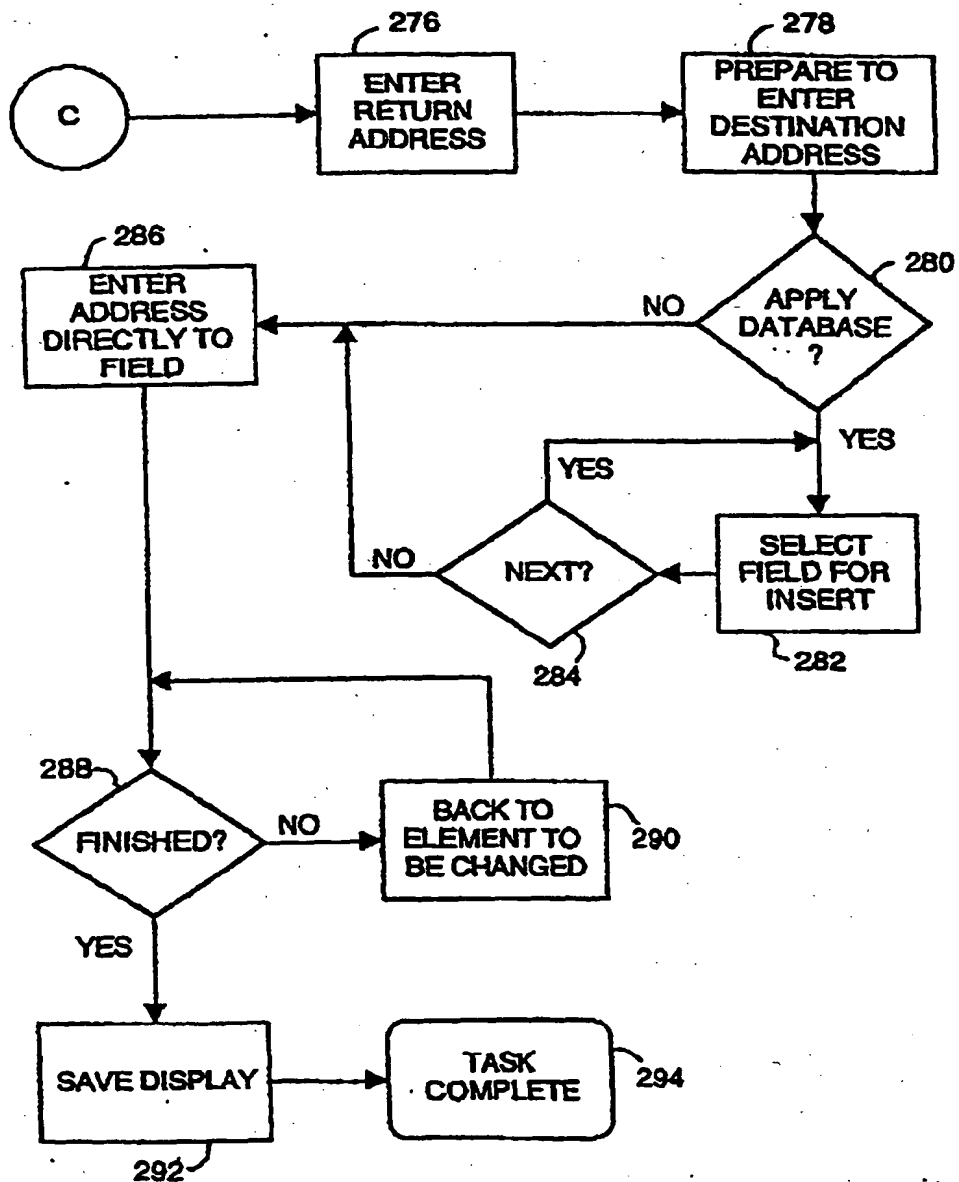 276
278
C
ENTER
RETURN
ADDRESS
PREPARE TO
ENTER
DESTINATION
ADDRESS
286
280
ENTER
ADDRESS
DIRECTLY TO
FIELD
NO
APPLY
DATABASE
?
YES
YES
NO
NEXT?
SELECT
FIELD FOR
INSERT
284
282
288
FINISHED?
NO
BACK TO
ELEMENT TO
BE CHANGED
290
YES
SAVE DISPLAY
TASK
COMPLETE
294
292